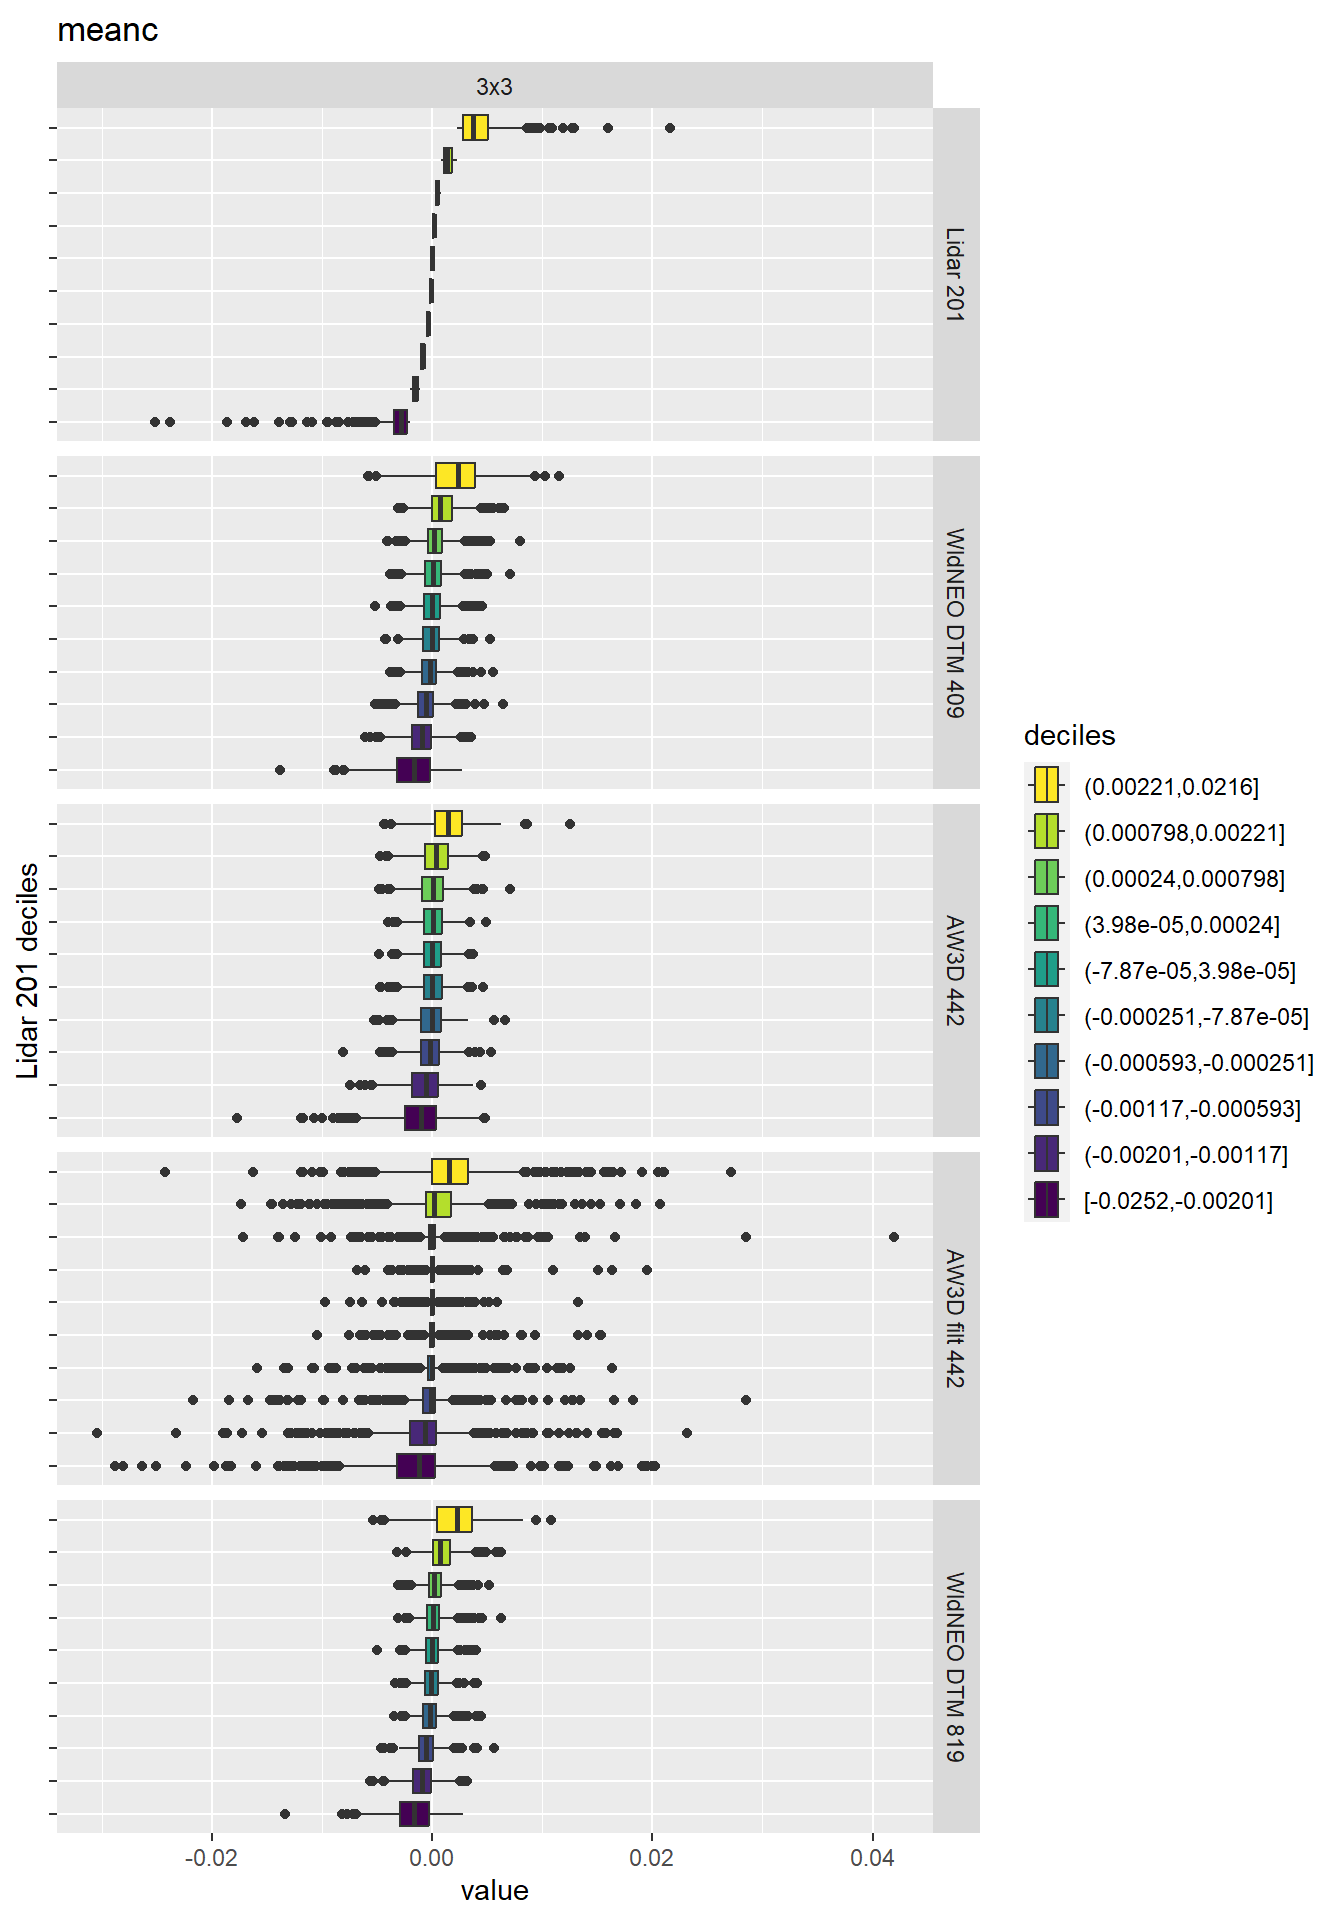 meanc
3x3
Lidar 201
WldNEO DTM 409
AW3D 442
AW3D filt 442
WldNEO DTM 819
Lidar 201 deciles
-0.02
0.00
0.02
0.04
value
deciles
(0.00221,0.0216]
(0.000798,0.00221]
(0.00024,0.000798]
(3.98e-05,0.00024]
(-7.87e-05,3.98e-05]
(-0.000251,-7.87e-05]
(-0.000593,-0.000251]
(-0.00117,-0.000593]
(-0.00201,-0.00117]
[-0.0252,-0.00201]